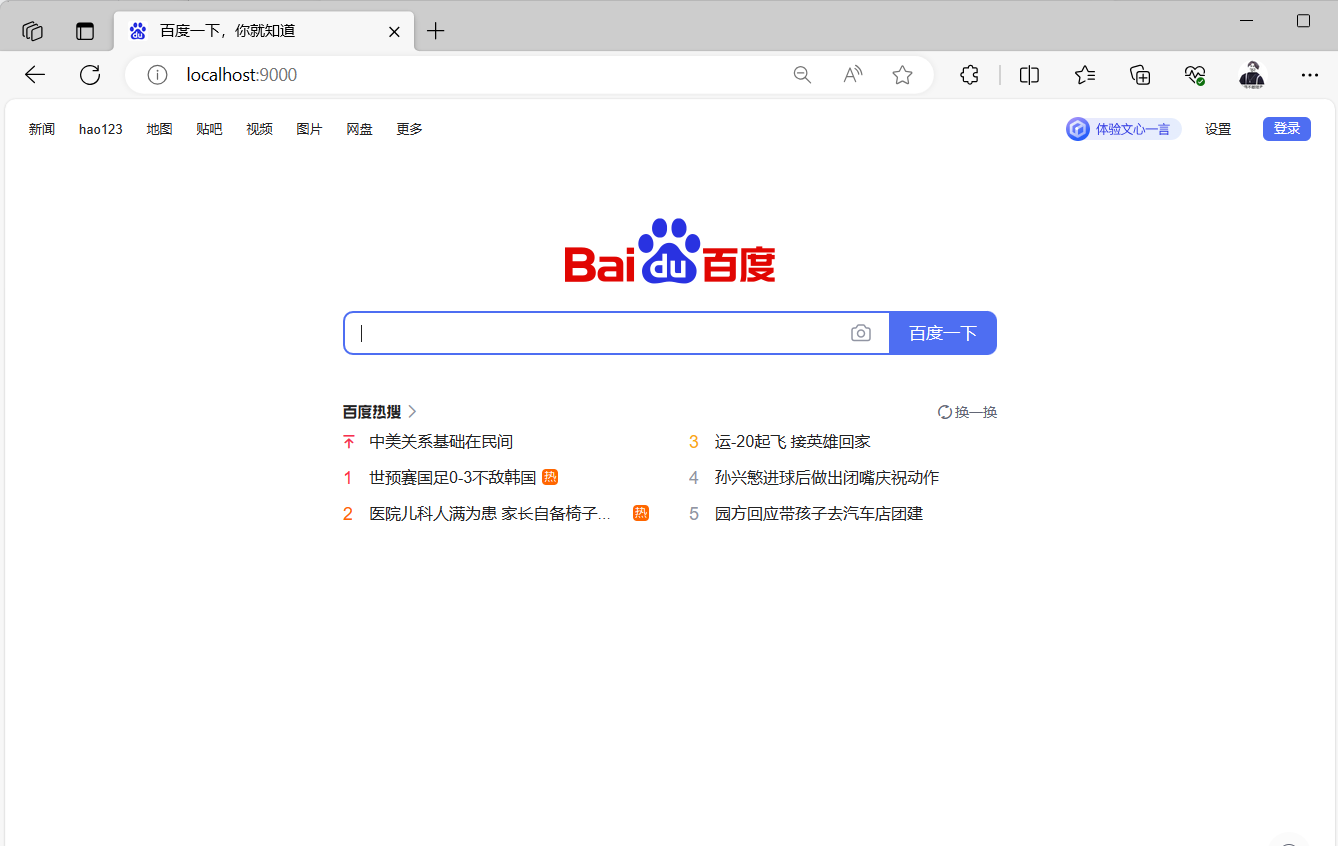 百度一下，你就知道
localhost:9000
新闻 hao123 地图 贴吧 视频 图片 网盘 更多 体验文心一言 设置 登录
Bai du 百度
百度一下
百度热搜 换一换
中美关系基础在民间 3 运-20起飞 接英雄回家
1 世预赛国足0-3不敌韩国 热 4 孙兴慜进球后做出闭嘴庆祝动作
2 医院儿科人满为患 家长自备椅子... 热 5 园方回应带孩子去汽车店团建